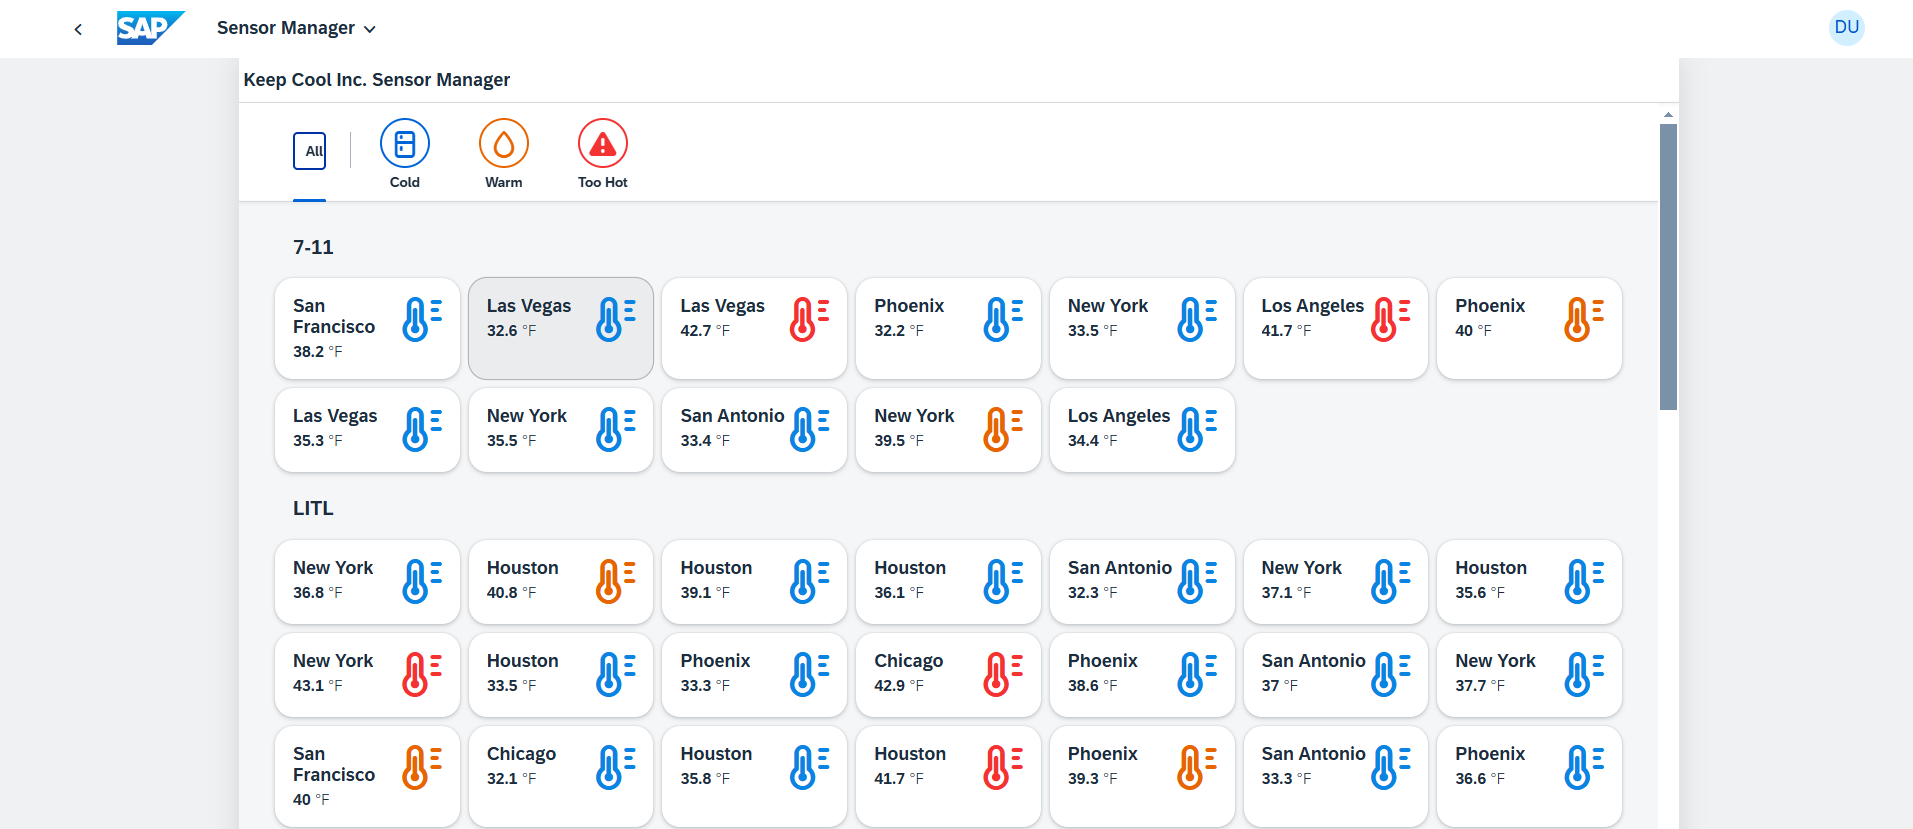 SAP
Sensor Manager
DU
Keep Cool Inc. Sensor Manager
All
Cold
Warm
Too Hot
7-11
San
Francisco
38.2 °F
Las Vegas
32.6 °F
Las Vegas
42.7 °F
Phoenix
32.2 °F
New York
33.5 °F
Los Angeles
41.7 °F
Phoenix
40 °F
Las Vegas
35.3 °F
New York
35.5 °F
San Antonio
33.4 °F
New York
39.5 °F
Los Angeles
34.4 °F
LITL
New York
36.8 °F
Houston
40.8 °F
Houston
39.1 °F
Houston
36.1 °F
San Antonio
32.3 °F
New York
37.1 °F
Houston
35.6 °F
New York
43.1 °F
Houston
33.5 °F
Phoenix
33.3 °F
Chicago
42.9 °F
Phoenix
38.6 °F
San Antonio
37 °F
New York
37.7 °F
San
Francisco
40 °F
Chicago
32.1 °F
Houston
35.8 °F
Houston
41.7 °F
Phoenix
39.3 °F
San Antonio
33.3 °F
Phoenix
36.6 °F